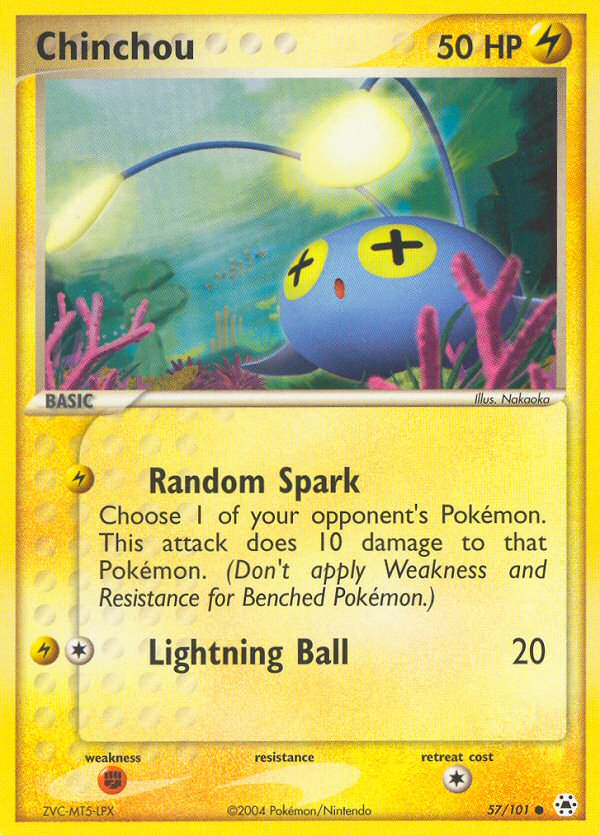 Chinchou
50 HP
BASIC
Illus. Nakaoka
Random Spark
Choose 1 of your opponent's Pokémon.
This attack does 10 damage to that
Pokémon. (Don't apply Weakness and
Resistance for Benched Pokémon.)
Lightning Ball 20
weakness resistance retreat cost
ZVC-MT5-LPX ©2004 Pokémon/Nintendo 57/101